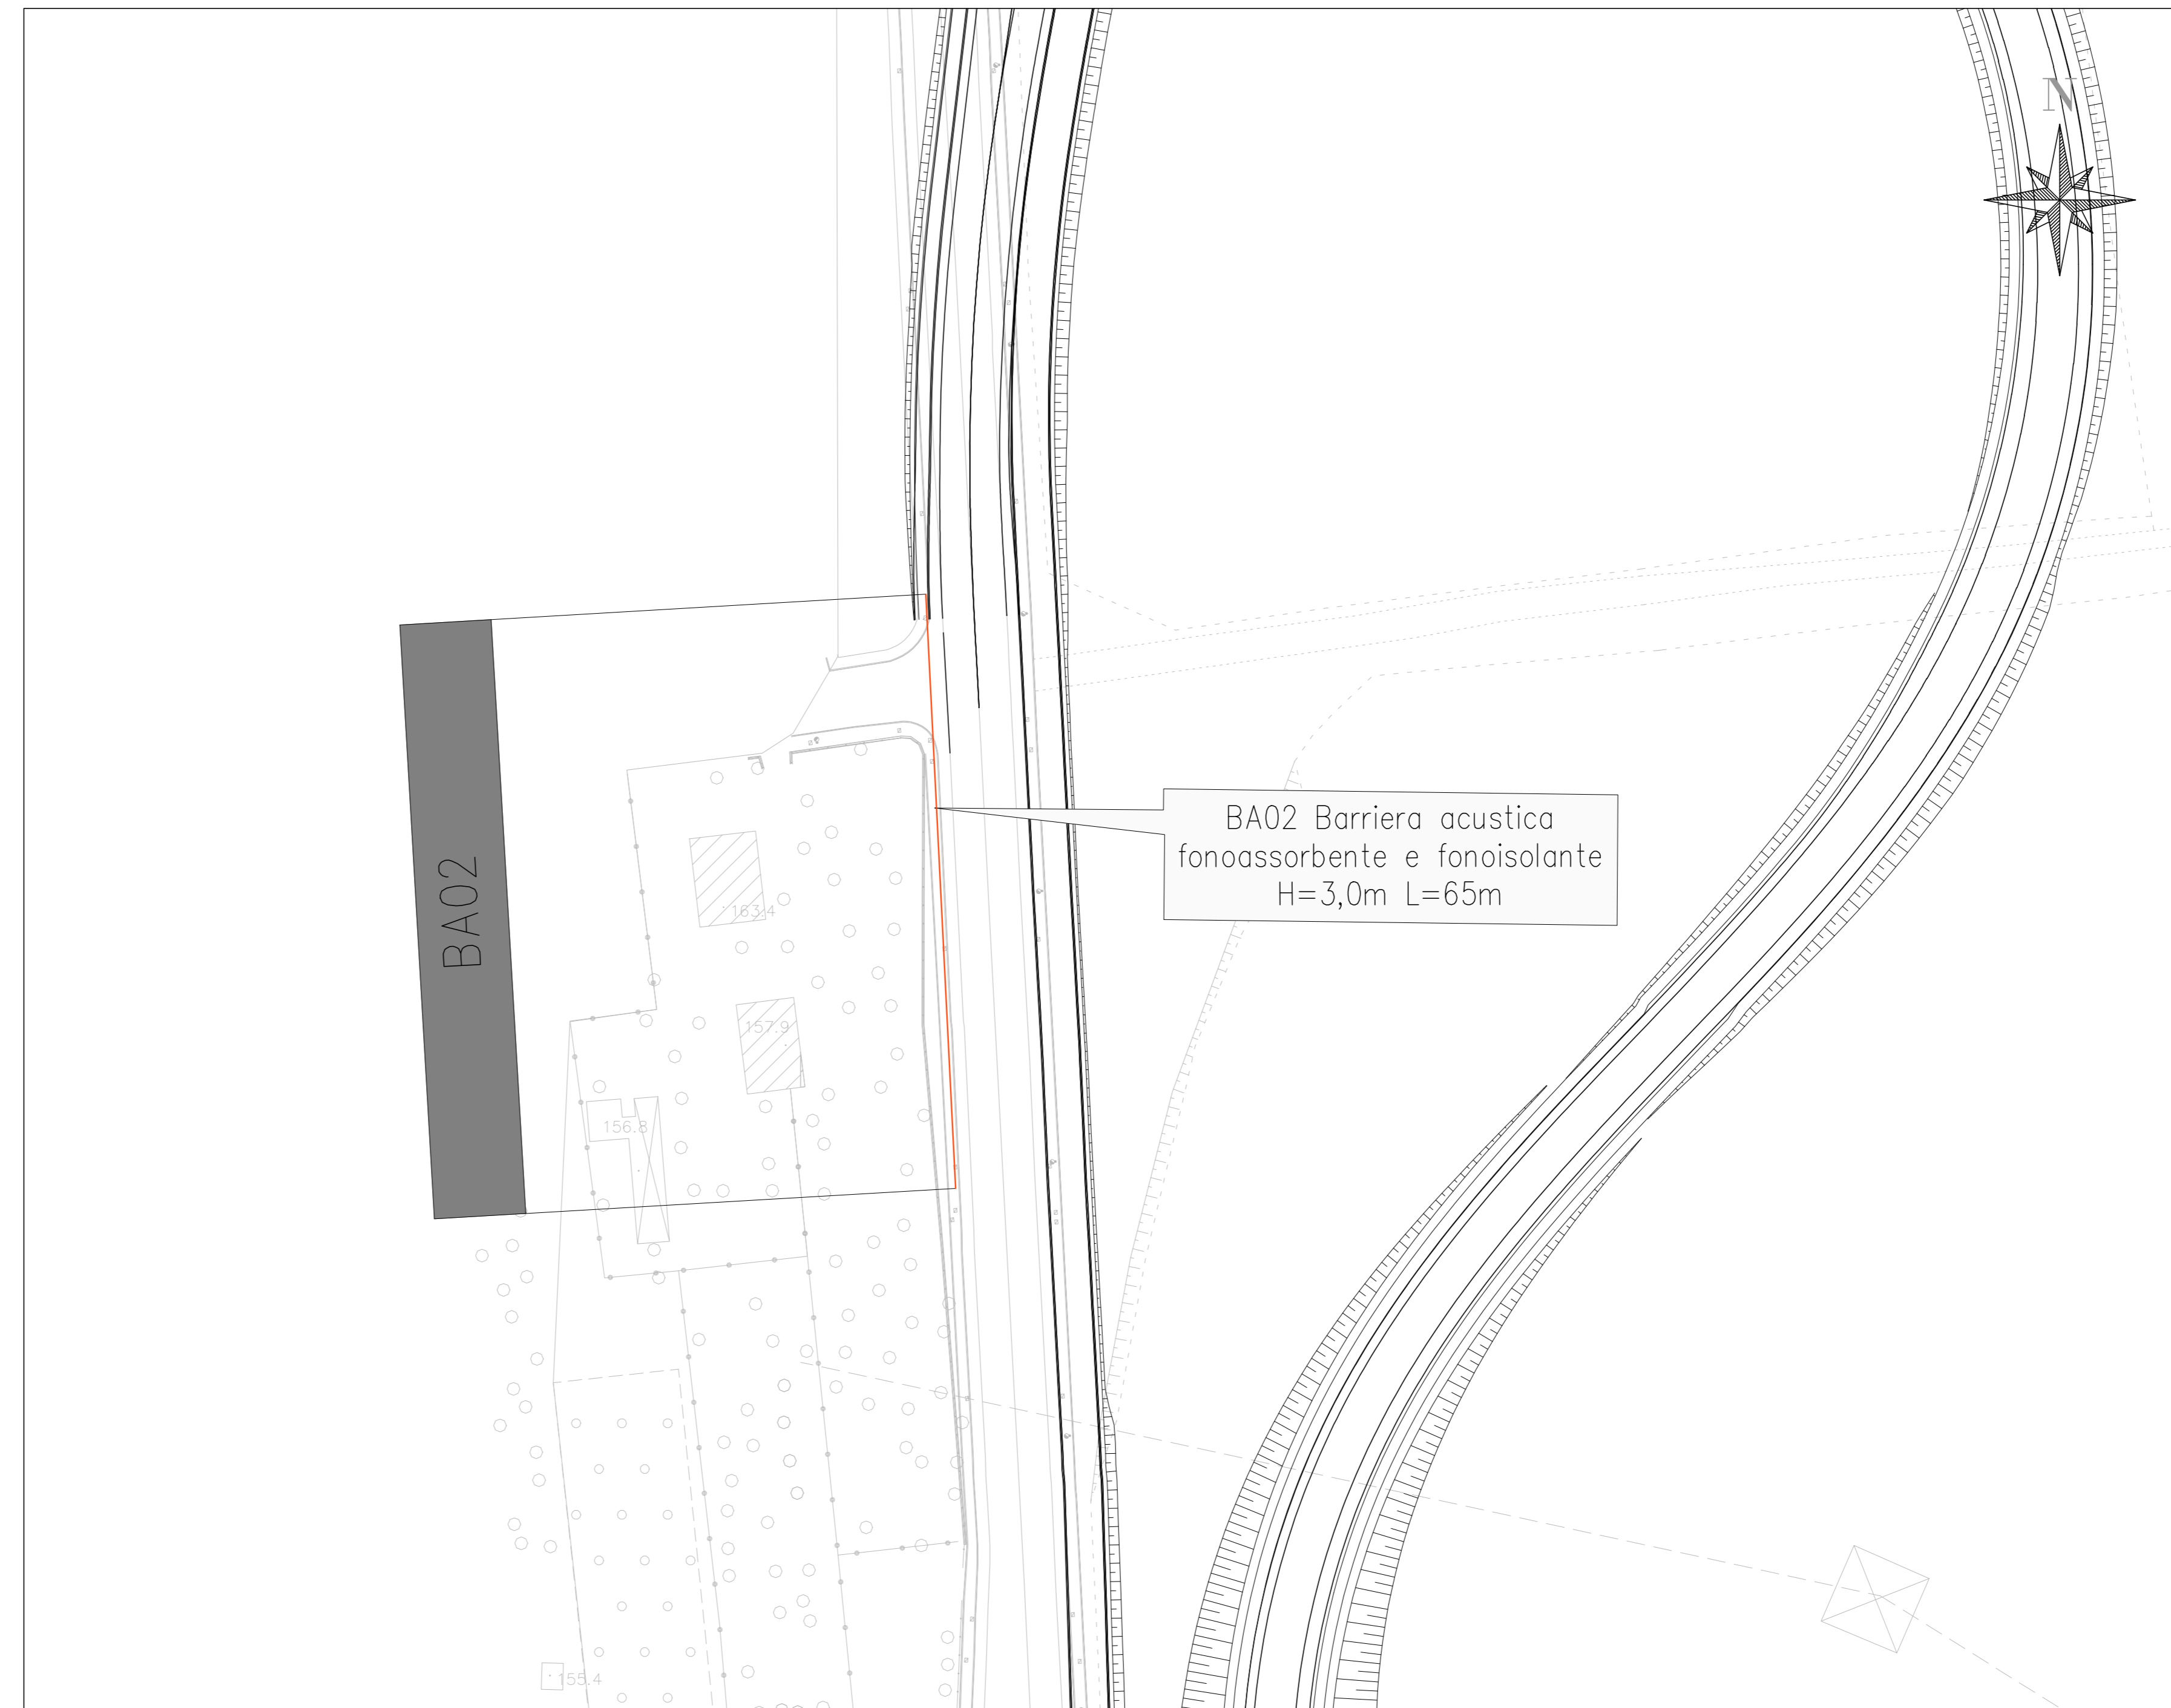 N
BA02 Barriera acustica
fonoassorbente e fonoisolante
H=3,0m L=65m
BA02
163.4
157.9
156.8
155.4